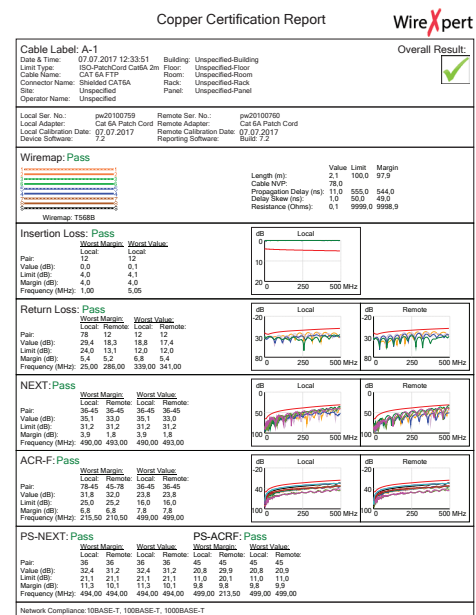 Copper Certification Report
WireXpert
Cable Label: A-1
Overall Result:
Date & Time: 07.07.2017 12:33:51 Building: Unspecified-Building
Limit Type: ISO-PatchCord Cat6A 2m Floor: Unspecified-Floor
Cable Name: CAT 6A FTP Room: Unspecified-Room
Connector Name: Shielded CAT6A Rack: Unspecified-Rack
Site: Unspecified Panel: Unspecified-Panel
Operator Name: Unspecified
Local Ser. No.: pw20100759 Remote Ser. No.: pw20100760
Local Adapter: Cat 6A Patch Cord Remote Adapter: Cat 6A Patch Cord
Local Calibration Date: 07.07.2017 Remote Calibration Date: 07.07.2017
Device Software: 7.2 Reporting Software: Build: 7.2
Wiremap: Pass
Value Limit Margin
Length (m): 2,1 100,0 97,9
Cable NVP: 78,0
Propagation Delay (ns): 11,0 555,0 544,0
Delay Skew (ns): 1,0 50,0 49,0
Resistance (Ohms): 0,1 9999,0 9998,9
Wiremap: T568B
Insertion Loss: Pass
Worst Margin: Worst Value:
Local: Local:
Pair: 12 12
Value (dB): 0,0 0,1
Limit (dB): 4,0 4,1
Margin (dB): 4,0 4,0
Frequency (MHz): 1,00 5,05
dB Local
0
10
20
0 250 500 MHz
Return Loss: Pass
Worst Margin: Worst Value:
Local: Remote: Local: Remote:
Pair: 78 12 12 12
Value (dB): 29,4 18,3 18,8 17,4
Limit (dB): 24,0 13,1 12,0 12,0
Margin (dB): 5,4 5,2 6,8 5,4
Frequency (MHz): 25,00 286,00 339,00 341,00
dB Local dB Remote
-20 -20
30 30
80 80
0 250 500 MHz 0 250 500 MHz
NEXT: Pass
Worst Margin: Worst Value:
Local: Remote: Local: Remote:
Pair: 36-45 36-45 36-45 36-45
Value (dB): 35,1 33,0 35,1 33,0
Limit (dB): 31,2 31,2 31,2 31,2
Margin (dB): 3,9 1,8 3,9 1,8
Frequency (MHz): 490,00 493,00 490,00 493,00
dB Local dB Remote
0 0
50 50
100 100
0 250 500 MHz 0 250 500 MHz
ACR-F: Pass
Worst Margin: Worst Value:
Local: Remote: Local: Remote:
Pair: 78-45 45-78 36-45 36-45
Value (dB): 31,8 32,0 23,8 23,8
Limit (dB): 25,0 25,2 16,0 16,0
Margin (dB): 6,8 6,8 7,8 7,8
Frequency (MHz): 215,50 210,50 499,00 499,00
dB Local dB Remote
-20 -20
40 40
100 100
0 250 500 MHz 0 250 500 MHz
PS-NEXT: Pass PS-ACRF: Pass
Worst Margin: Worst Value: Worst Margin: Worst Value:
Local: Remote: Local: Remote: Local: Remote: Local: Remote:
Pair: 36 36 36 36 45 45 45 45
Value (dB): 32,4 31,2 32,4 31,2 20,8 29,9 20,8 20,9
Limit (dB): 21,1 21,1 21,1 21,1 11,0 20,1 11,0 11,0
Margin (dB): 11,3 10,1 11,3 10,1 9,8 9,8 9,8 9,9
Frequency (MHz): 494,00 494,00 494,00 494,00 499,00 213,50 499,00 499,00
Network Compliance: 10BASE-T, 100BASE-T, 1000BASE-T